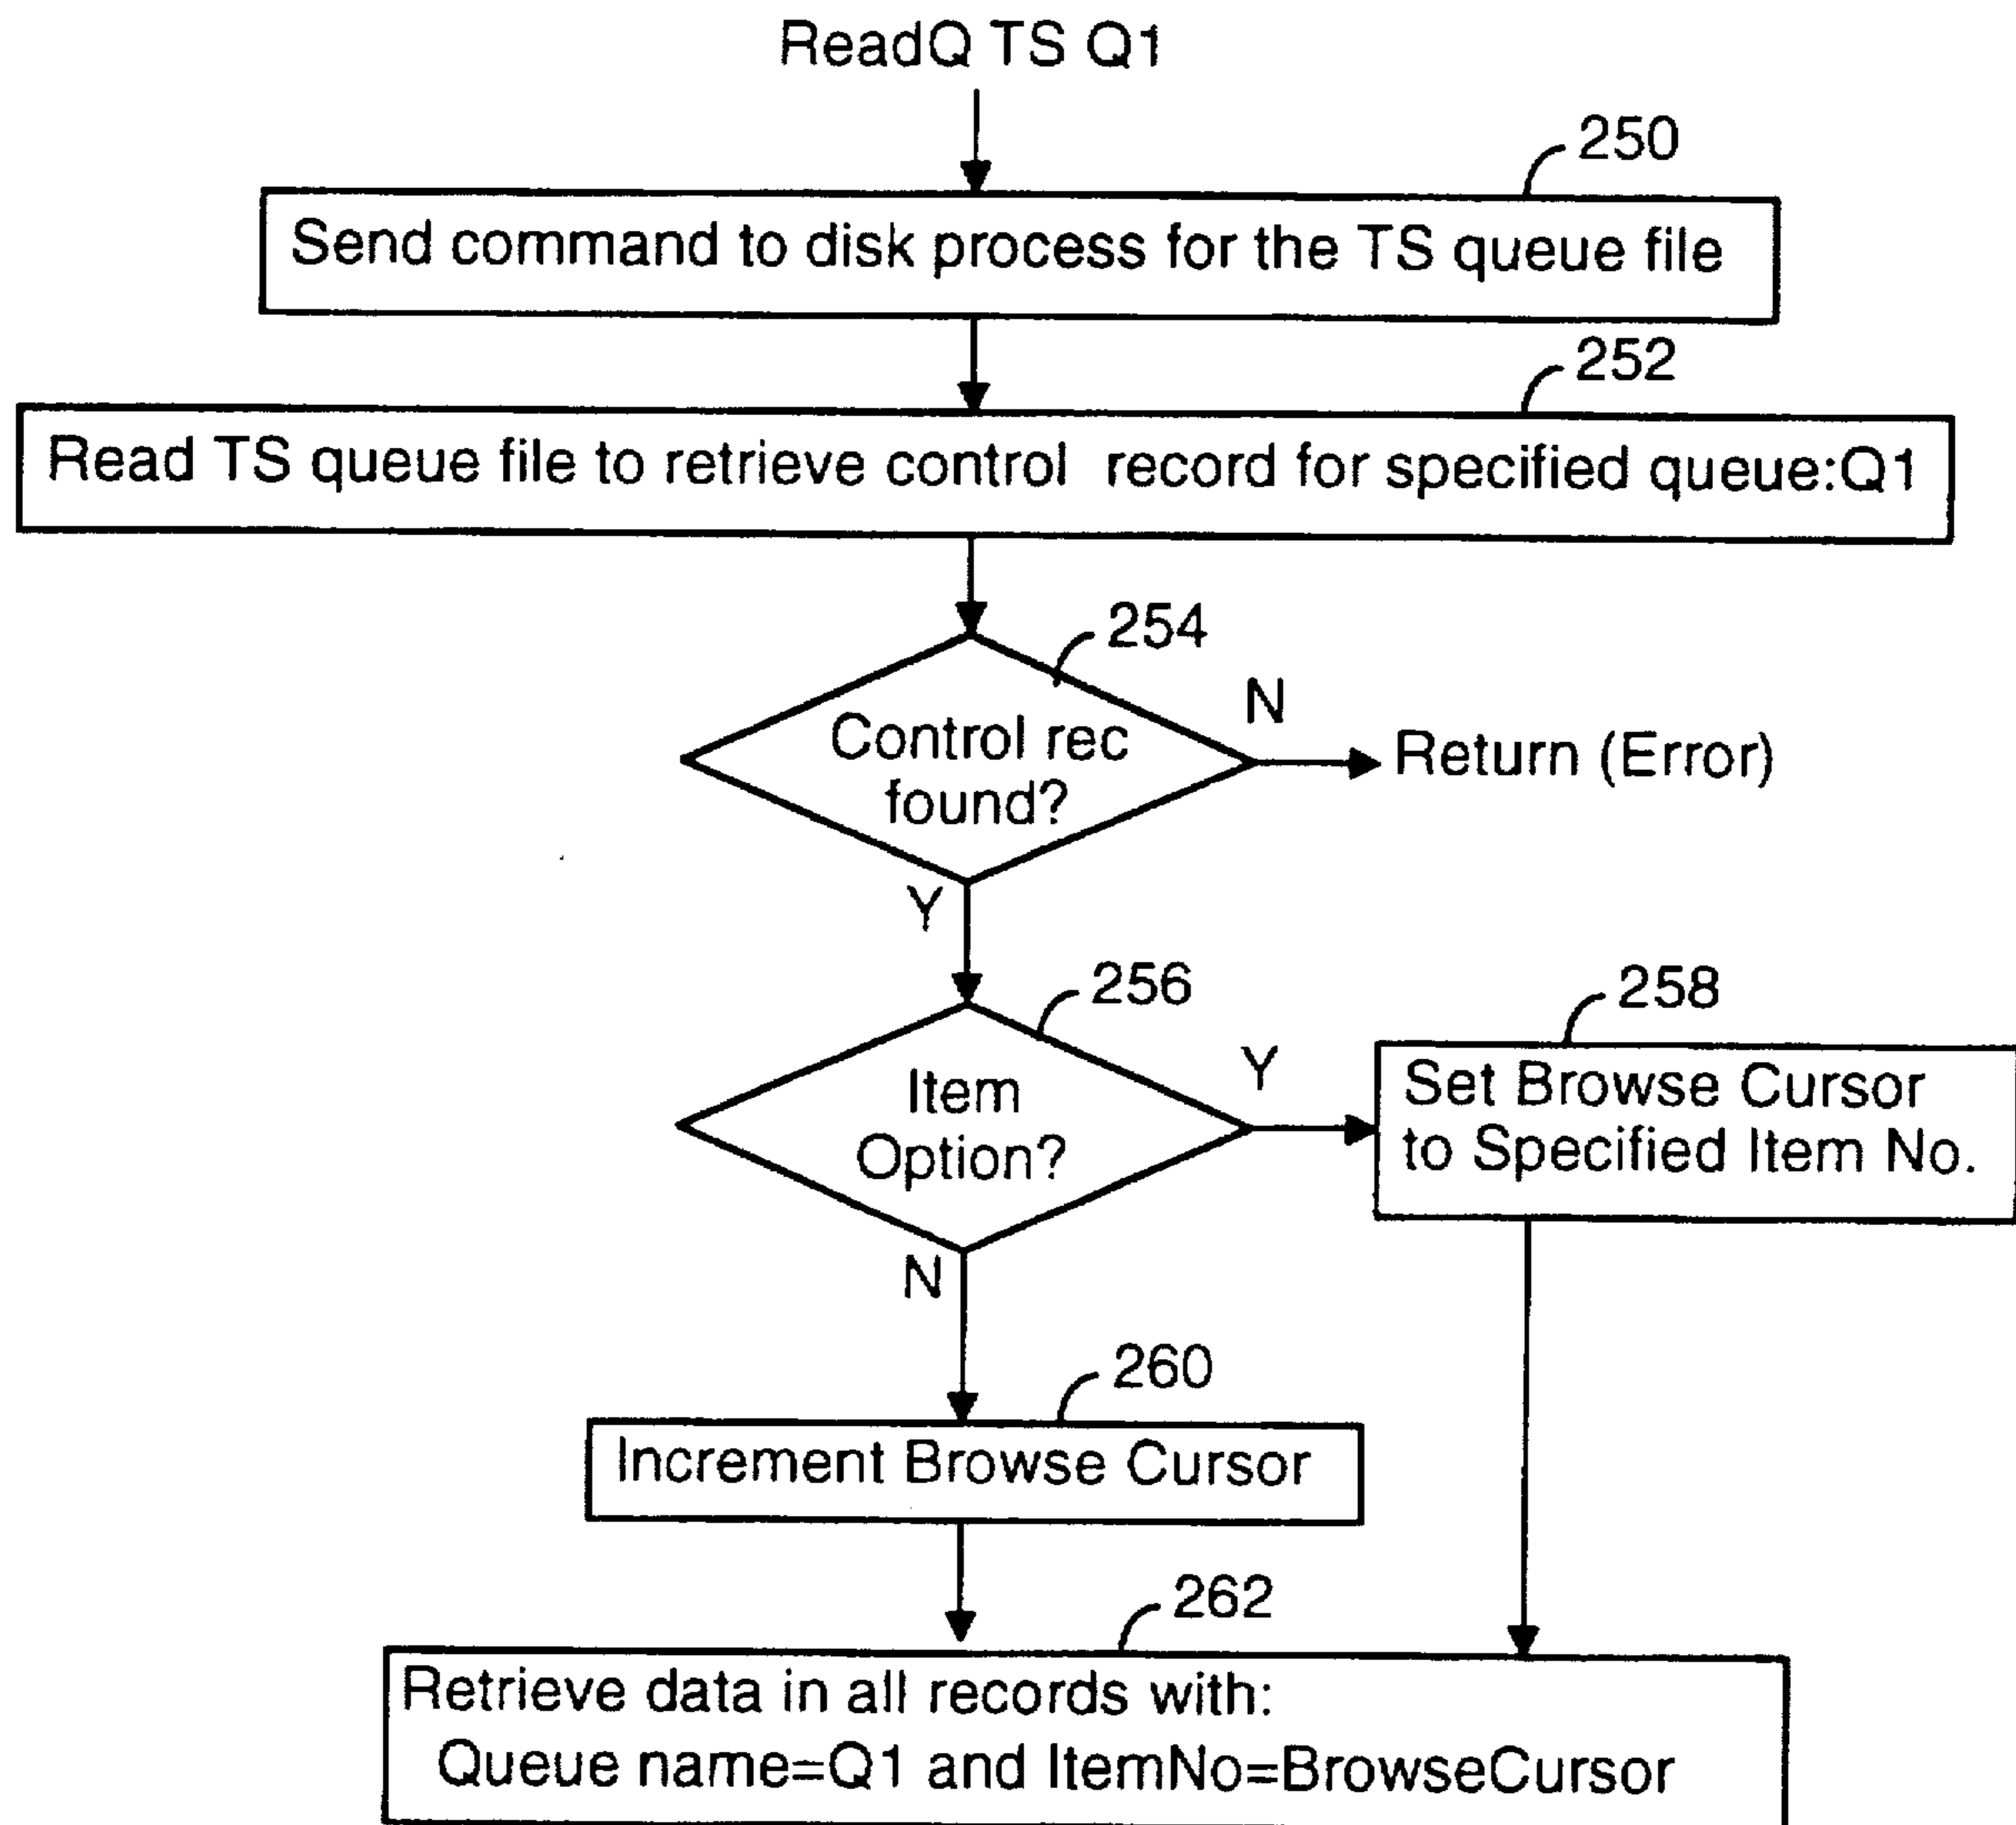 ReadQ TS Q1
250
Send command to disk process for the TS queue file
252
Read TS queue file to retrieve control record for specified queue:Q1
254
Control rec
found?
N
Return (Error)
Y
256
Item
Option?
Y
258
Set Browse Cursor
to Specified Item No.
N
260
Increment Browse Cursor
262
Retrieve data in all records with:
Queue name=Q1 and ItemNo=BrowseCursor